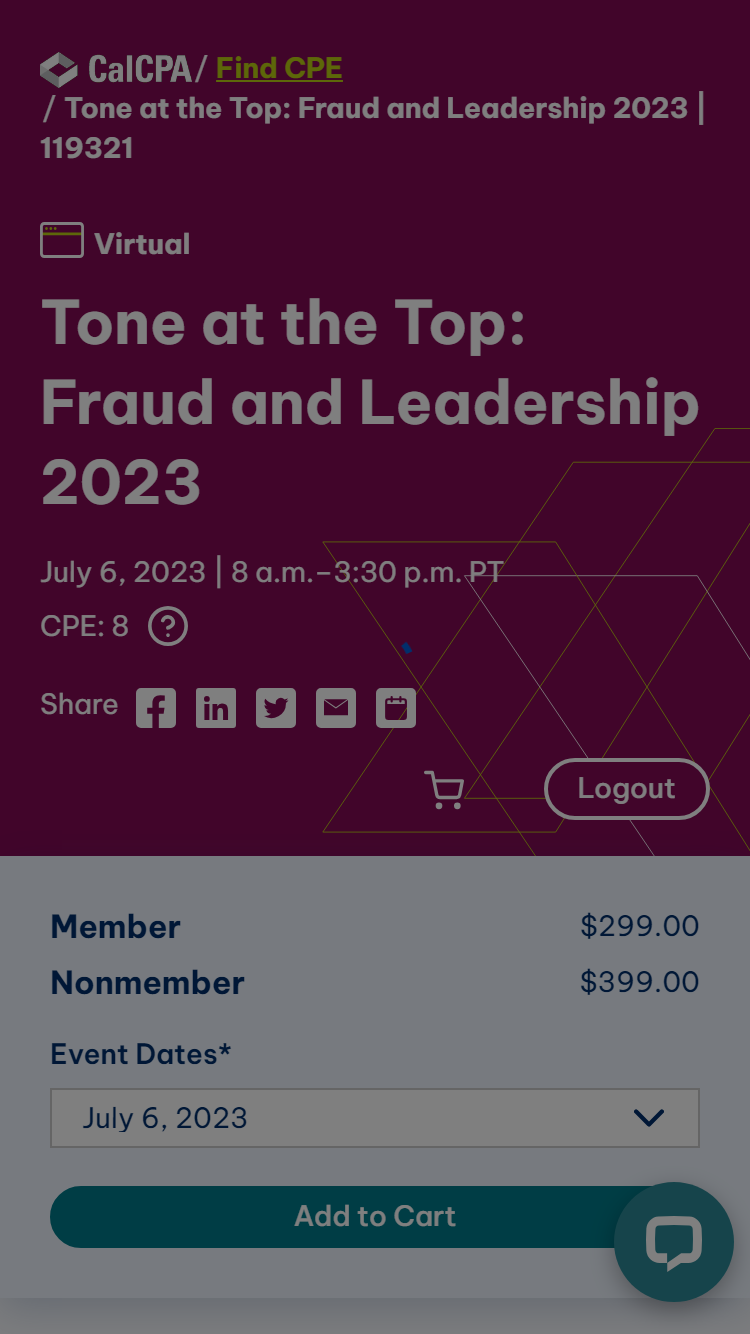 CalCPA / Find CPE
/ Tone at the Top: Fraud and Leadership 2023 |
119321
Virtual
Tone at the Top:
Fraud and Leadership
2023
July 6, 2023 | 8 a.m.–3:30 p.m. PT
CPE: 8 ?
Share
Logout
Member $299.00
Nonmember $399.00
Event Dates*
July 6, 2023
Add to Cart